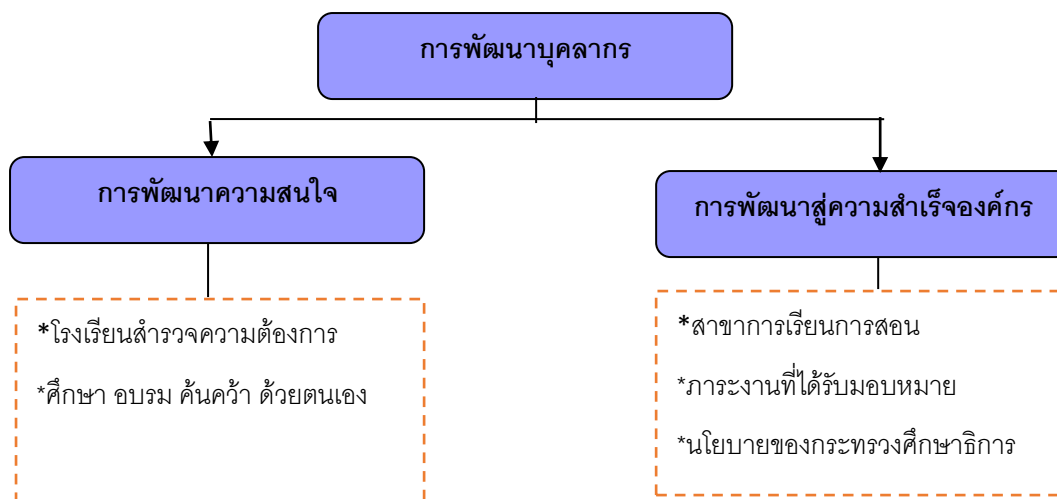 การพัฒนาบุคลากร
การพัฒนาความสนใจ
*โรงเรียนสำรวจความต้องการ
*ศึกษา อบรม ค้นคว้า ด้วยตนเอง
การพัฒนาสู่ความสำเร็จองค์กร
*สาขาการเรียนการสอน
*ภาระงานที่ได้รับมอบหมาย
*นโยบายของกระทรวงศึกษาธิการ